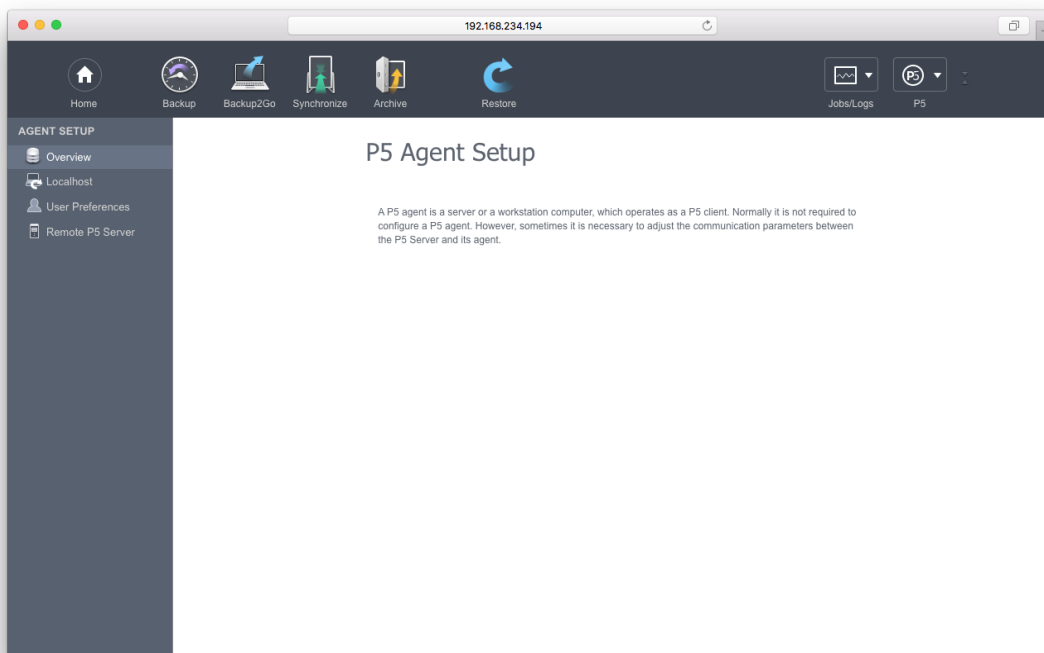 192.168.234.194
Home
Backup
Backup2Go
Synchronize
Archive
Restore
Jobs/Logs
P5
P5
AGENT SETUP
Overview
Localhost
User Preferences
Remote P5 Server
P5 Agent Setup
A P5 agent is a server or a workstation computer, which operates as a P5 client. Normally it is not required to
configure a P5 agent. However, sometimes it is necessary to adjust the communication parameters between
the P5 Server and its agent.